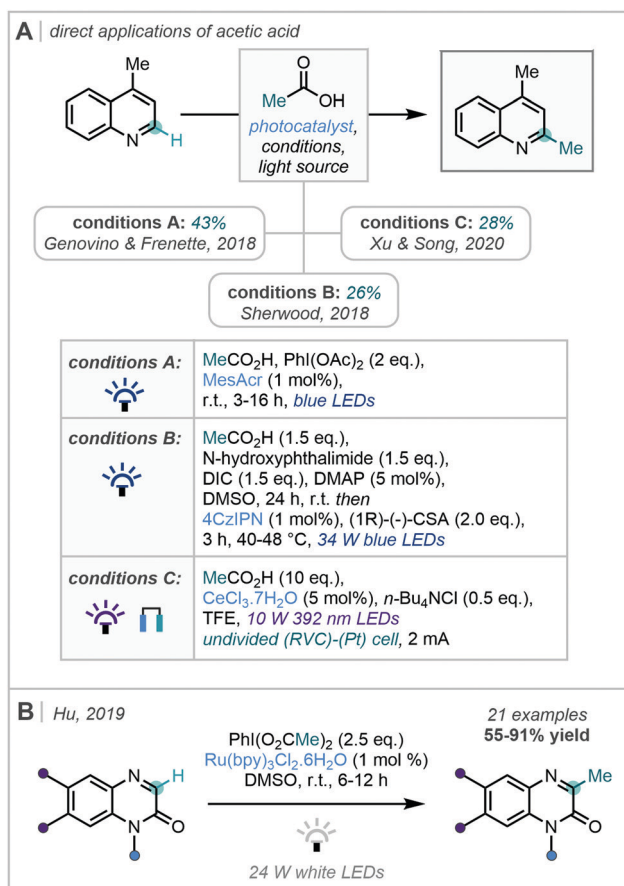 A | direct applications of acetic acid
Me
N
H
O
Me
OH
photocatalyst,
conditions,
light source
Me
N
Me
conditions A: 43%
Genovino & Frenette, 2018
conditions C: 28%
Xu & Song, 2020
conditions B: 26%
Sherwood, 2018
conditions A:
MeCO₂H, PhI(OAc)₂ (2 eq.),
MesAcr (1 mol%),
r.t., 3-16 h, blue LEDs
conditions B:
MeCO₂H (1.5 eq.),
N-hydroxyphthalimide (1.5 eq.),
DIC (1.5 eq.), DMAP (5 mol%),
DMSO, 24 h, r.t. then
4CzIPN (1 mol%), (1R)-(-)-CSA (2.0 eq.),
3 h, 40-48 °C, 34 W blue LEDs
conditions C:
MeCO₂H (10 eq.),
CeCl₃.7H₂O (5 mol%), n-Bu₄NCl (0.5 eq.),
TFE, 10 W 392 nm LEDs
undivided (RVC)-(Pt) cell, 2 mA
B | Hu, 2019
N
H
N
O
PhI(O₂CMe)₂ (2.5 eq.)
Ru(bpy)₃Cl₂.6H₂O (1 mol %)
DMSO, r.t., 6-12 h
24 W white LEDs
21 examples
55-91% yield
N
Me
N
O